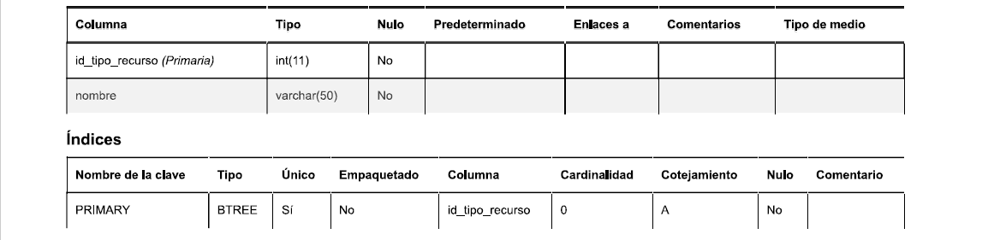 Columna Tipo Nulo Predeterminado Enlaces a Comentarios Tipo de medio
id_tipo_recurso (Primaria) int(11) No
nombre varchar(50) No
Índices
Nombre de la clave Tipo Único Empaquetado Columna Cardinalidad Cotejamiento Nulo Comentario
PRIMARY BTREE Sí No id_tipo_recurso 0 A No